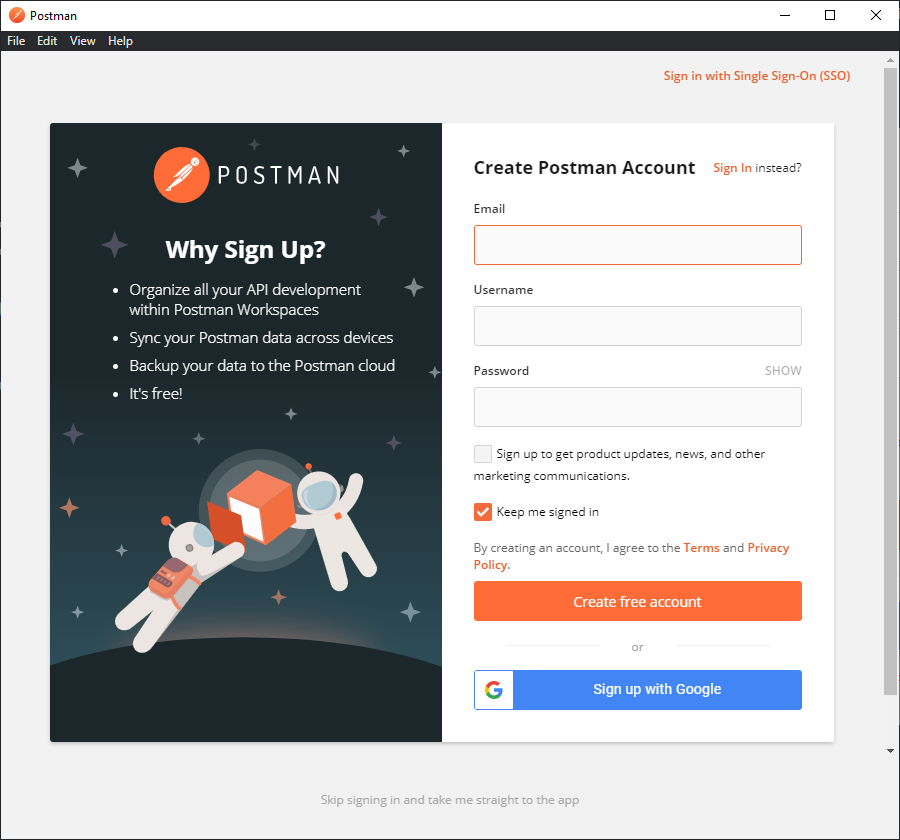 Postman
File Edit View Help
Sign in with Single Sign-On (SSO)
POSTMAN
Why Sign Up?
• Organize all your API development
within Postman Workspaces
• Sync your Postman data across devices
• Backup your data to the Postman cloud
• It's free!
Create Postman Account Sign In instead?
Email
Username
Password SHOW
Sign up to get product updates, news, and other
marketing communications.
Keep me signed in
By creating an account, I agree to the Terms and Privacy
Policy.
Create free account
or
Sign up with Google
Skip signing in and take me straight to the app